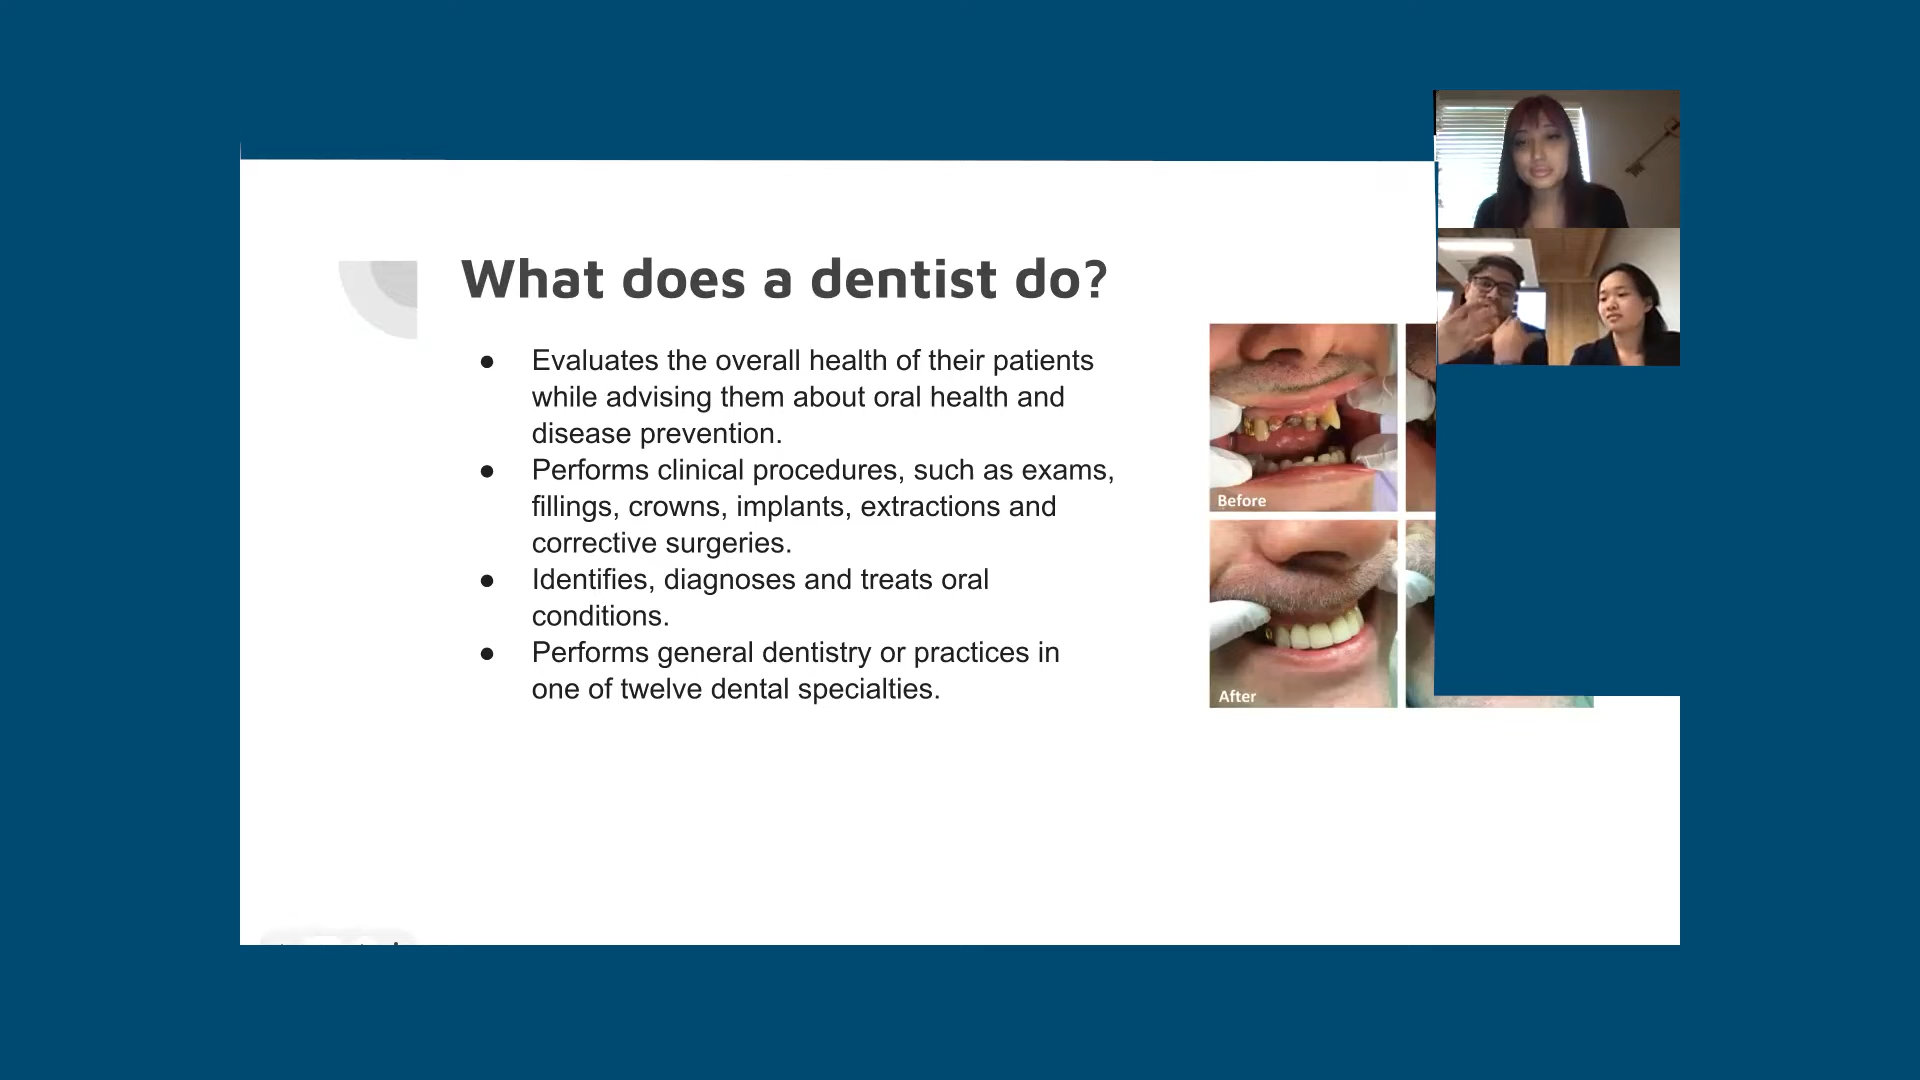 What does a dentist do?
● Evaluates the overall health of their patients
while advising them about oral health and
disease prevention.
● Performs clinical procedures, such as exams,
fillings, crowns, implants, extractions and
corrective surgeries.
● Identifies, diagnoses and treats oral
conditions.
● Performs general dentistry or practices in
one of twelve dental specialties.
Before
After